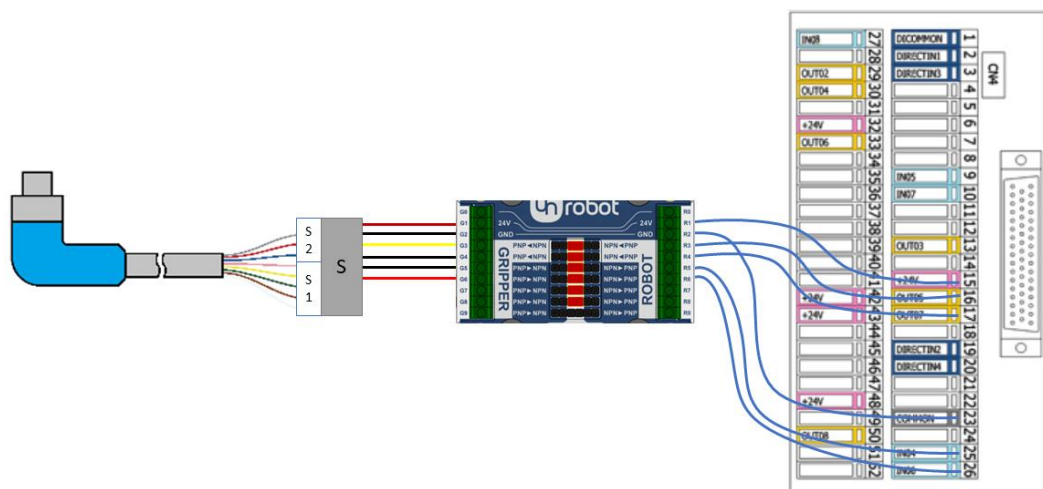 S
2
S
1
S
On robot
G0 R0
G1 24V 24V R1
G2 GND GND R2
G3 PNP◄NPN NPN◄PNP R3
G4 PNP◄NPN NPN◄PNP R4
G5 PNP►NPN NPN►PNP R5
G6 PNP►NPN NPN►PNP R6
G7 PNP►NPN NPN►PNP R7
G8 PNP►NPN NPN►PNP R8
G9 PNP►NPN NPN►PNP R9
GRIPPER
ROBOT
IN08 27 DICOMMON 1
28 DIRECTIN1 2
OUT02 29 DIRECTIN3 3
OUT04 30 4
31 5
+24V 32 6
OUT06 33 7
34 8
35 IN05 9
36 IN07 10
37 11
38 12
39 OUT03 13
40 14
41 +24V 15
+24V 42 OUT05 16
+24V 43 OUT07 17
44 18
45 DIRECTIN2 19
46 DIRECTIN4 20
47 21
+24V 48 22
49 COMMON 23
OUT08 50 24
51 IN04 25
52 IN06 26
CN4